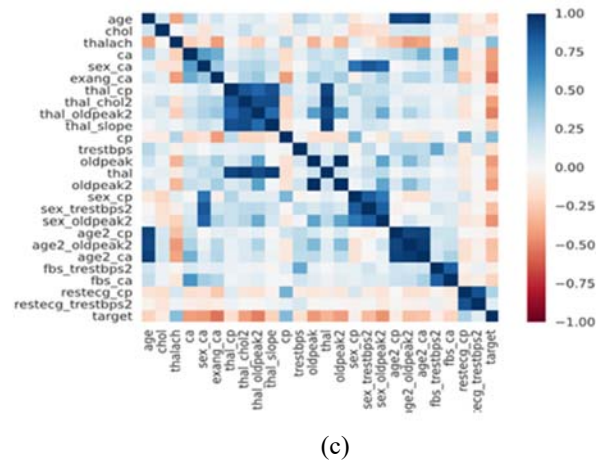 age
chol
thalach
ca
sex_ca
exang_ca
thal_cp
thal_chol2
thal_oldpeak2
thal_slope
cp
trestbps
oldpeak
thal
oldpeak2
sex_cp
sex_trestbps2
sex_oldpeak2
age2_cp
age2_oldpeak2
age2_ca
fbs_trestbps2
fbs_ca
restecg_cp
restecg_trestbps2
target
age
chol
thalach
ca
sex_ca
exang_ca
thal_cp
thal_chol2
thal_oldpeak2
thal_slope
cp
trestbps
oldpeak
thal
oldpeak2
sex_cp
sex_trestbps2
sex_oldpeak2
age2_cp
age2_oldpeak2
age2_ca
fbs_trestbps2
fbs_ca
restecg_cp
tecg_trestbps2
target
1.00
0.75
0.50
0.25
0.00
−0.25
−0.50
−0.75
−1.00
(c)